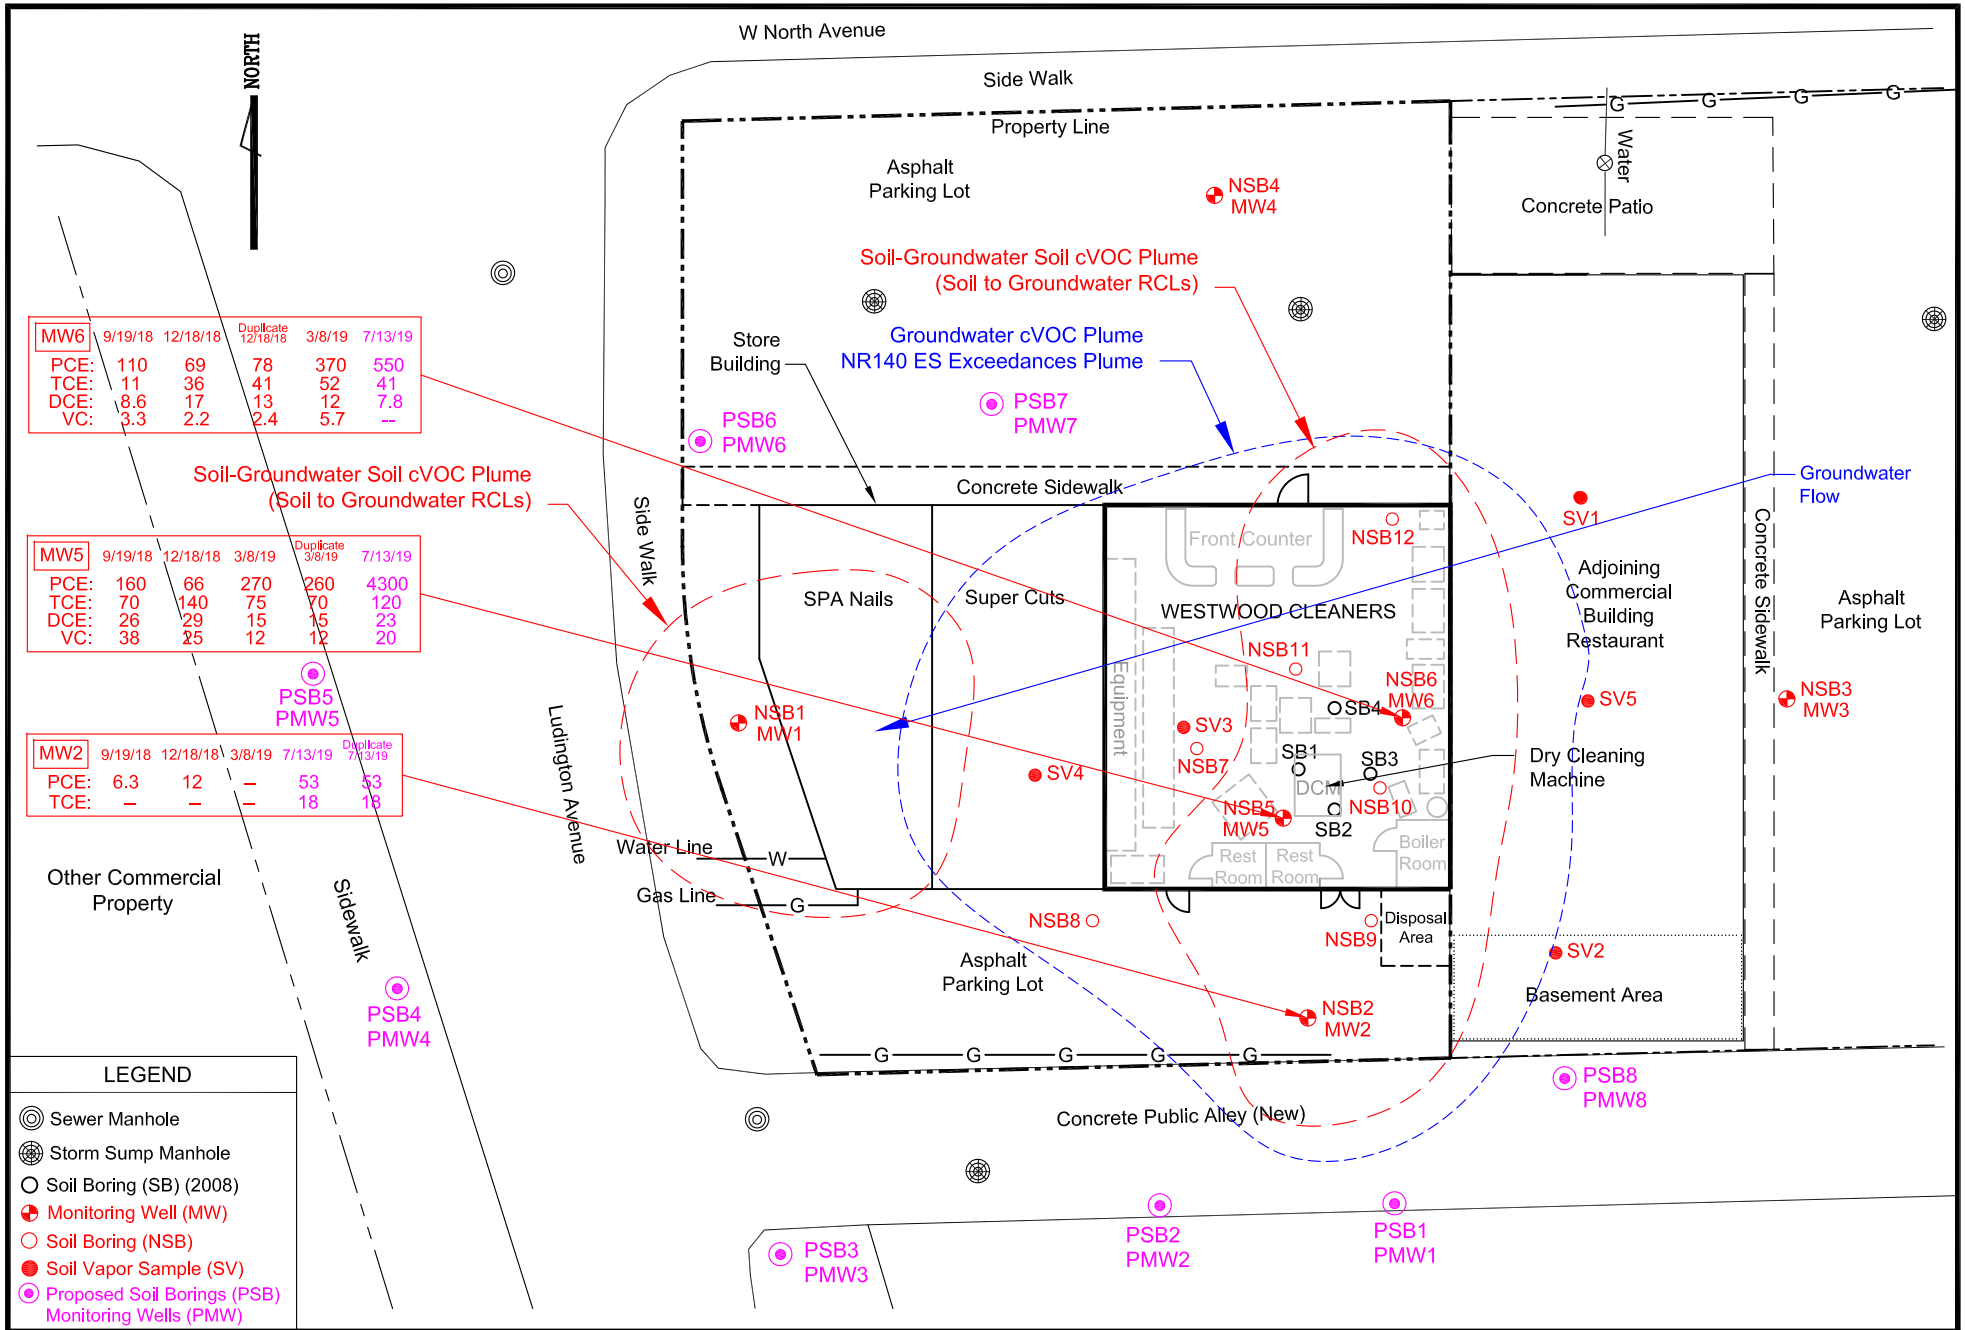 W North Avenue
NORTH
Side Walk
Property Line
G G G G
Water
Asphalt
Parking Lot
NSB4
MW4
Concrete Patio
Soil-Groundwater Soil cVOC Plume
(Soil to Groundwater RCLs)
Groundwater cVOC Plume
NR140 ES Exceedances Plume
Store
Building
MW6 9/19/18 12/18/18 Duplicate 12/18/18 3/8/19 7/13/19
PCE: 110 69 78 370 550
TCE: 11 36 41 52 41
DCE: 8.6 17 13 12 7.8
VC: 3.3 2.2 2.4 5.7 --
PSB6
PMW6
PSB7
PMW7
Soil-Groundwater Soil cVOC Plume
(Soil to Groundwater RCLs)
Concrete Sidewalk
Groundwater
Flow
Side Walk
SV1
NSB12
Front Counter
Concrete Sidewalk
MW5 9/19/18 12/18/18 3/8/19 Duplicate 3/8/19 7/13/19
PCE: 160 66 270 260 4300
TCE: 70 140 75 70 120
DCE: 26 29 15 15 23
VC: 38 25 12 12 20
SPA Nails
Super Cuts
WESTWOOD CLEANERS
Adjoining
Commercial
Building
Restaurant
Asphalt
Parking Lot
NSB11
NSB6
MW6
SB4
SV5
NSB3
MW3
PSB5
PMW5
NSB1
MW1
Equipment
SV3
NSB7
SB1
SB3
Dry Cleaning
Machine
DCM
NSB10
SV4
NSB5
MW5
SB2
Ludington Avenue
MW2 9/19/18 12/18/18 3/8/19 7/13/19 Duplicate 7/13/19
PCE: 6.3 12 – 53 53
TCE: – – – 18 18
Water Line
W
Rest
Room
Rest
Room
Boiler
Room
Gas Line
G
Other Commercial
Property
Sidewalk
NSB8
NSB9
Disposal
Area
SV2
Asphalt
Parking Lot
Basement Area
PSB4
PMW4
NSB2
MW2
G G G G G
PSB8
PMW8
Concrete Public Alley (New)
PSB3
PMW3
PSB2
PMW2
PSB1
PMW1
LEGEND
Sewer Manhole
Storm Sump Manhole
Soil Boring (SB) (2008)
Monitoring Well (MW)
Soil Boring (NSB)
Soil Vapor Sample (SV)
Proposed Soil Borings (PSB)
Monitoring Wells (PMW)